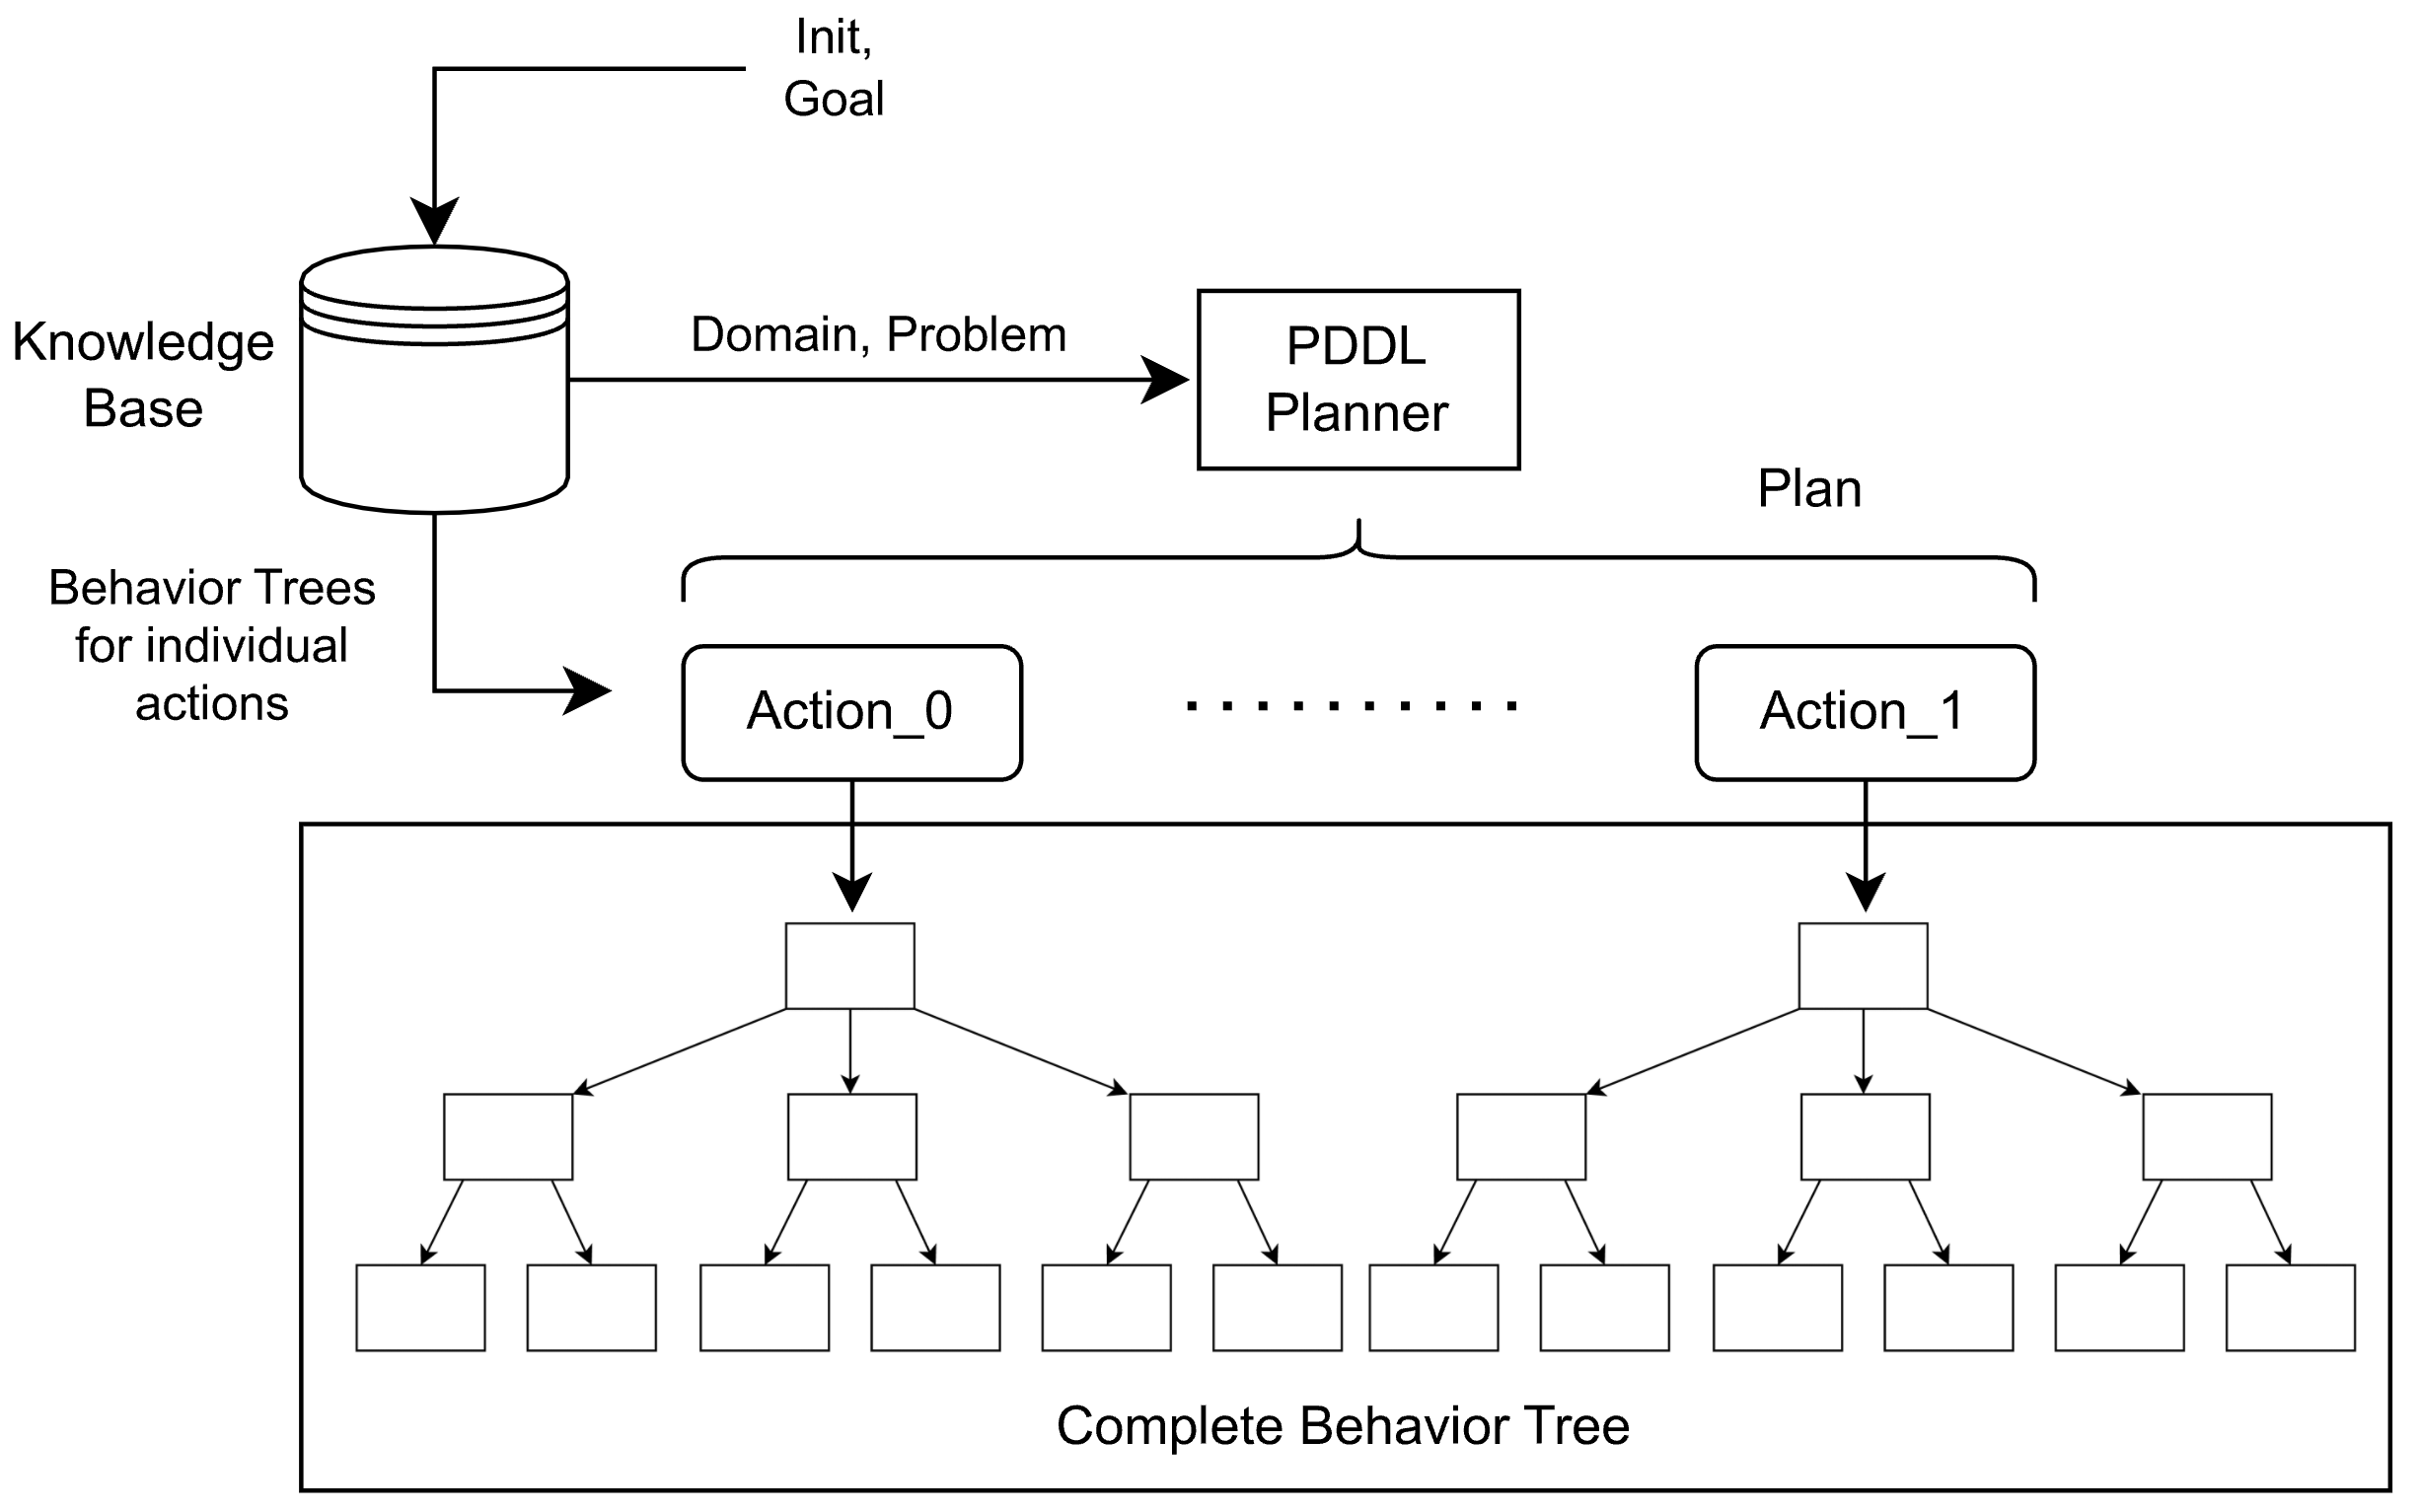 Init,
Goal
Knowledge
Base
Domain, Problem
PDDL
Planner
Plan
Behavior Trees
for individual
actions
Action_0
..........
Action_1
Complete Behavior Tree